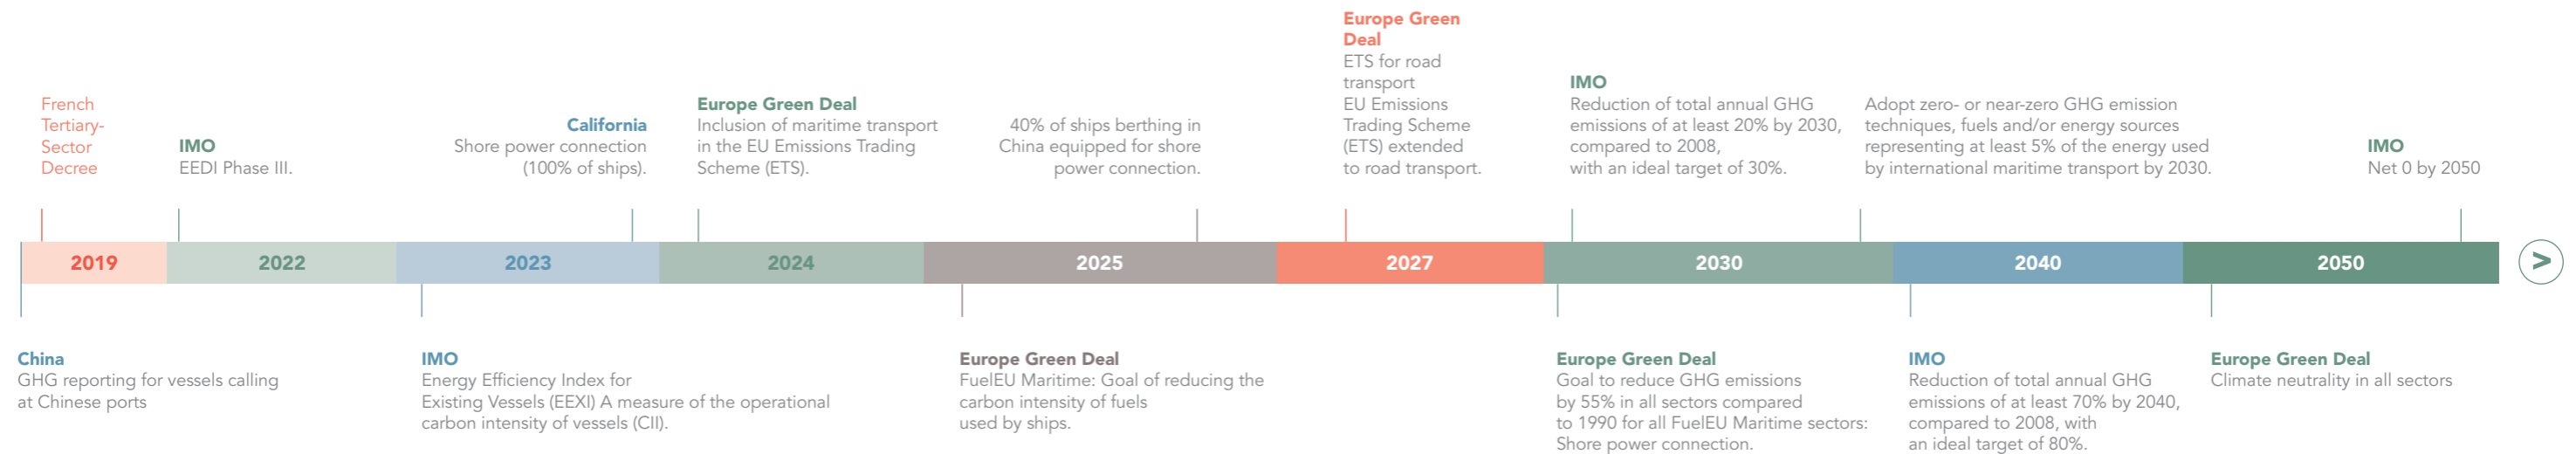 French
Tertiary-
Sector
Decree
IMO
EEDI Phase III.
California
Shore power connection
(100% of ships).
Europe Green Deal
Inclusion of maritime transport
in the EU Emissions Trading
Scheme (ETS).
40% of ships berthing in
China equipped for shore
power connection.
Europe Green
Deal
ETS for road
transport
EU Emissions
Trading Scheme
(ETS) extended
to road transport.
IMO
Reduction of total annual GHG
emissions of at least 20% by 2030,
compared to 2008,
with an ideal target of 30%.
Adopt zero- or near-zero GHG emission
techniques, fuels and/or energy sources
representing at least 5% of the energy used
by international maritime transport by 2030.
IMO
Net 0 by 2050
2019
2022
2023
2024
2025
2027
2030
2040
2050
>
China
GHG reporting for vessels calling
at Chinese ports
IMO
Energy Efficiency Index for
Existing Vessels (EEXI) A measure of the operational
carbon intensity of vessels (CII).
Europe Green Deal
FuelEU Maritime: Goal of reducing the
carbon intensity of fuels
used by ships.
Europe Green Deal
Goal to reduce GHG emissions
by 55% in all sectors compared
to 1990 for all FuelEU Maritime sectors:
Shore power connection.
IMO
Reduction of total annual GHG
emissions of at least 70% by 2040,
compared to 2008, with
an ideal target of 80%.
Europe Green Deal
Climate neutrality in all sectors